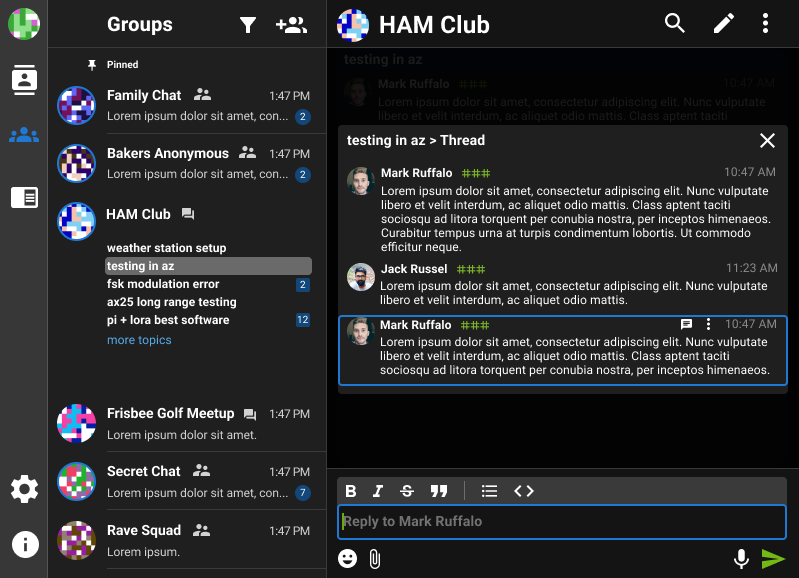 Groups
Pinned
Family Chat 1:47 PM
Lorem ipsum dolor sit amet, con... 2
Bakers Anonymous 1:47 PM
Lorem ipsum dolor sit amet, con... 2
HAM Club
weather station setup
testing in az
fsk modulation error 2
ax25 long range testing
pi + lora best software 12
more topics
Frisbee Golf Meetup 1:47 PM
Lorem ipsum dolor sit amet.
Secret Chat 1:47 PM
Lorem ipsum dolor sit amet, con... 7
Rave Squad 1:47 PM
Lorem ipsum.
HAM Club
testing in az
Mark Ruffalo ### 10:47 AM
Lorem ipsum dolor sit amet, consectetur adipiscing elit. Nunc vulputate
libero et velit interdum, ac aliquet odio mattis. Class aptent taciti
testing in az > Thread
Mark Ruffalo ### 10:47 AM
Lorem ipsum dolor sit amet, consectetur adipiscing elit. Nunc vulputate
libero et velit interdum, ac aliquet odio mattis. Class aptent taciti
sociosqu ad litora torquent per conubia nostra, per inceptos himenaeos.
Curabitur tempus urna at turpis condimentum lobortis. Ut commodo
efficitur neque.
Jack Russel ### 11:23 AM
Lorem ipsum dolor sit amet, consectetur adipiscing elit. Nunc vulputate
libero et velit interdum, ac aliquet odio mattis.
Mark Ruffalo ### 10:47 AM
Lorem ipsum dolor sit amet, consectetur adipiscing elit. Nunc vulputate
libero et velit interdum, ac aliquet odio mattis. Class aptent taciti
sociosqu ad litora torquent per conubia nostra, per inceptos himenaeos.
B I S
Reply to Mark Ruffalo